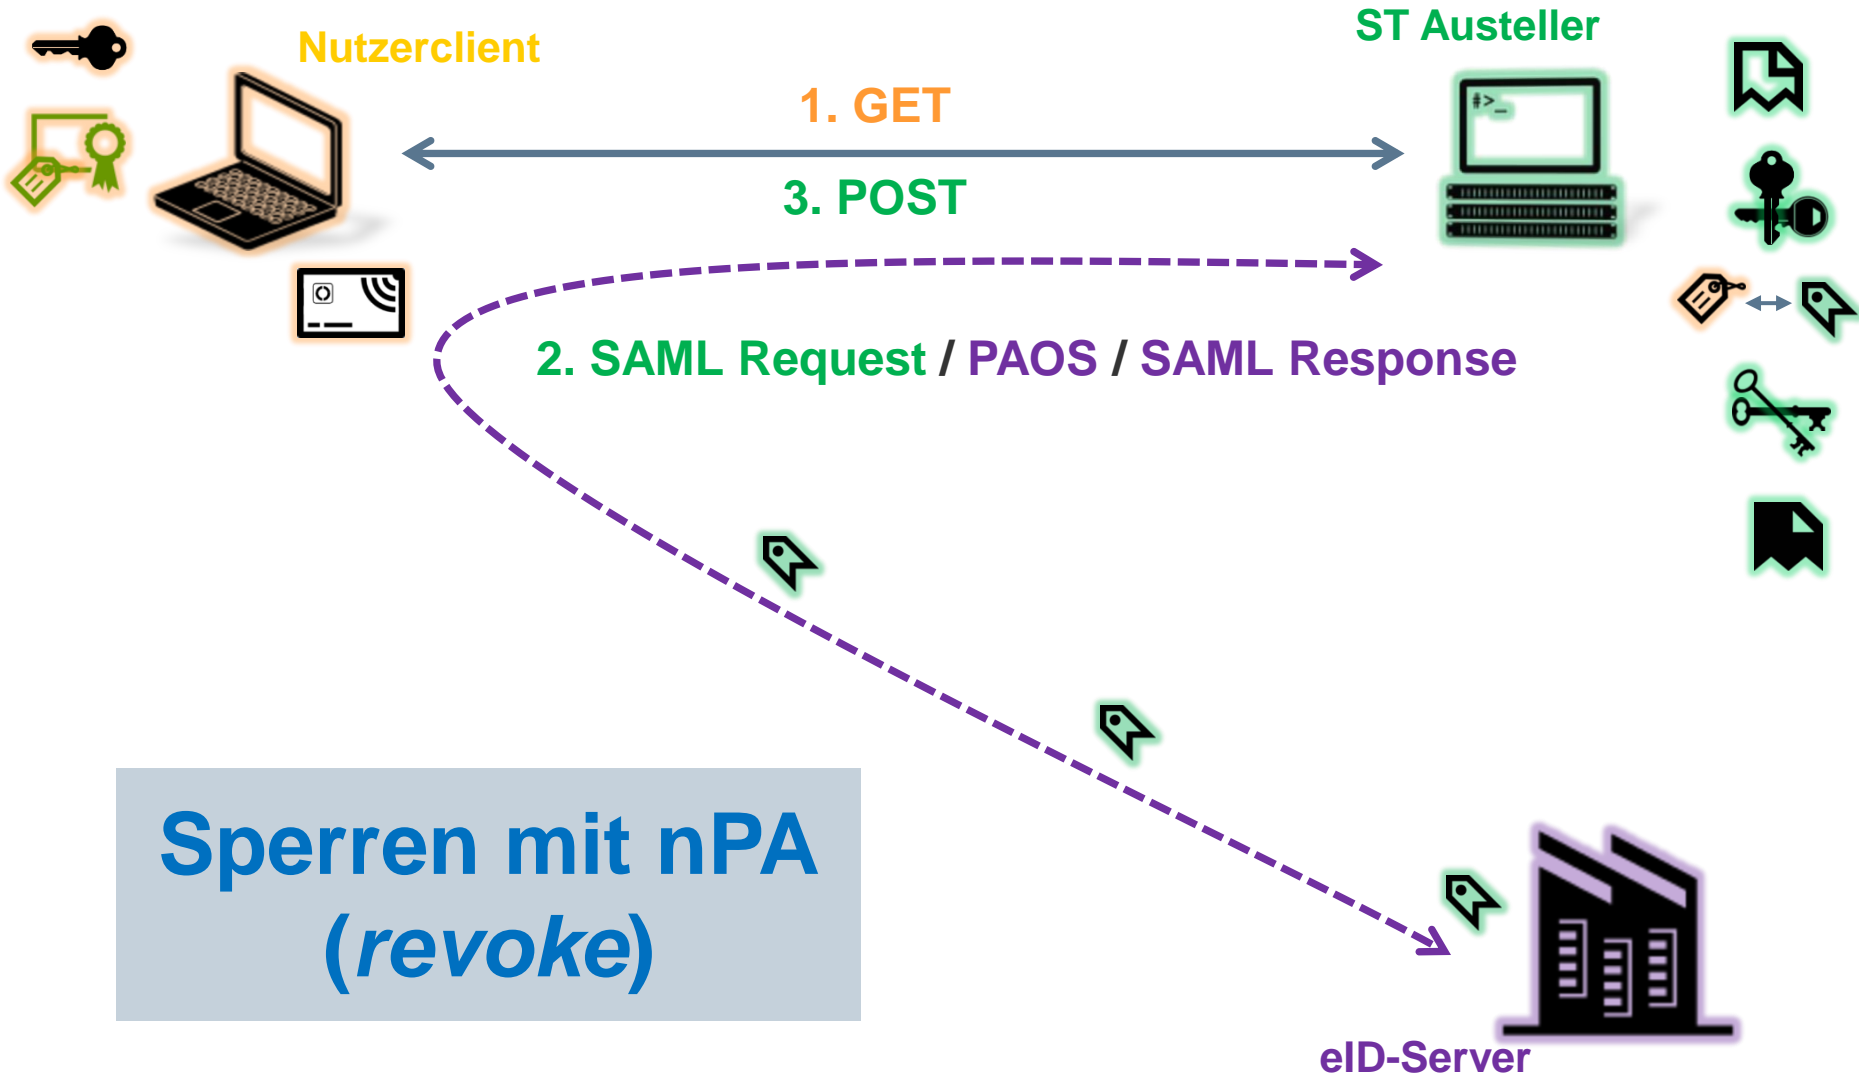 Nutzerclient
ST Austeller
1. GET
#>_
3. POST
2. SAML Request / PAOS / SAML Response
Sperren mit nPA
(revoke)
eID-Server